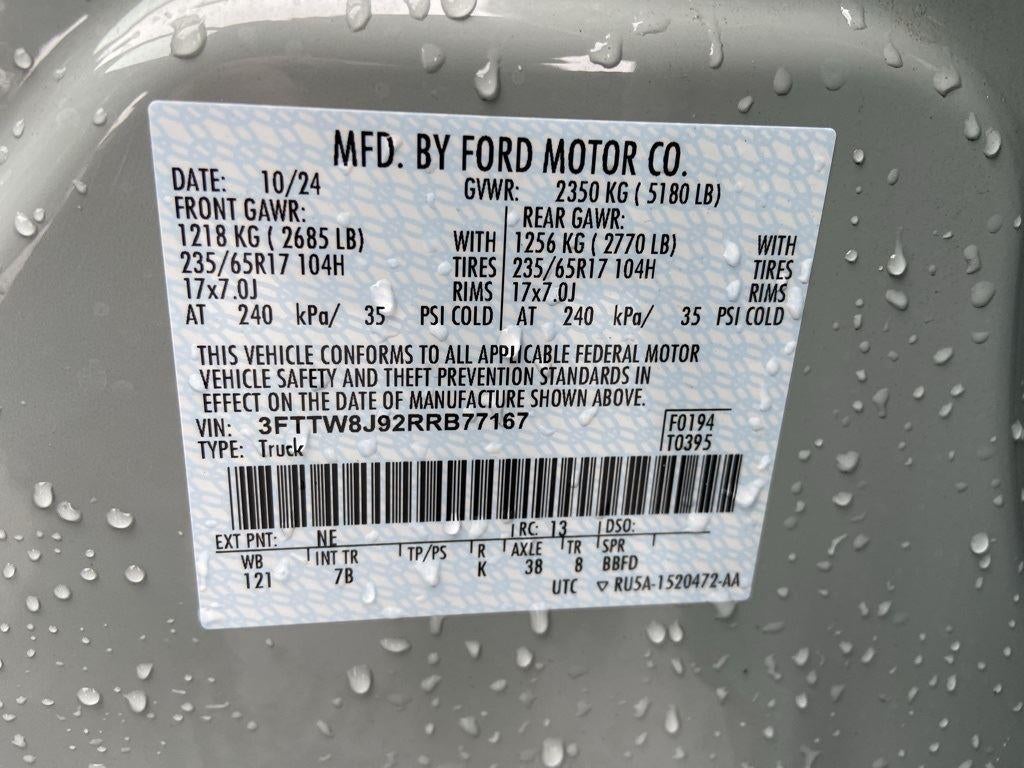 MFD. BY FORD MOTOR CO.
DATE: 10/24 GVWR: 2350 KG ( 5180 LB)
FRONT GAWR: REAR GAWR:
1218 KG ( 2685 LB) WITH 1256 KG ( 2770 LB) WITH
235/65R17 104H TIRES 235/65R17 104H TIRES
17x7.0J RIMS 17x7.0J RIMS
AT 240 kPa/ 35 PSI COLD AT 240 kPa/ 35 PSI COLD
THIS VEHICLE CONFORMS TO ALL APPLICABLE FEDERAL MOTOR
VEHICLE SAFETY AND THEFT PREVENTION STANDARDS IN
EFFECT ON THE DATE OF MANUFACTURE SHOWN ABOVE.
VIN: 3FTTW8J92RRB77167 F0194
TYPE: Truck T0395
EXT PNT: NE RC: 13 DSO:
WB INT TR TP/PS R AXLE TR SPR
121 7B K 38 8 BBFD
UTC ▽ RU5A-1520472-AA